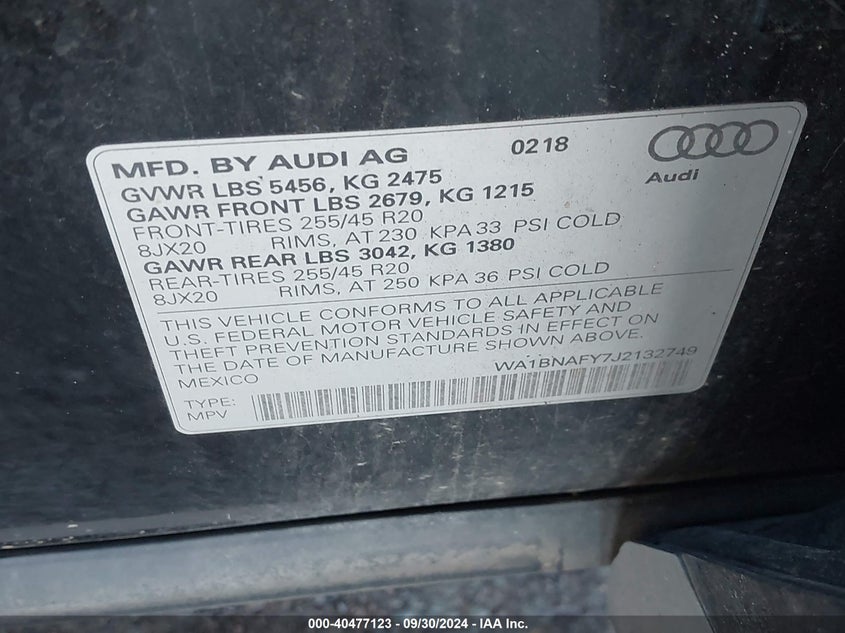 MFD. BY AUDI AG 0218
Audi
GVWR LBS 5456, KG 2475
GAWR FRONT LBS 2679, KG 1215
FRONT-TIRES 255/45 R20
8JX20 RIMS, AT 230 KPA 33 PSI COLD
GAWR REAR LBS 3042, KG 1380
REAR-TIRES 255/45 R20
8JX20 RIMS, AT 250 KPA 36 PSI COLD
THIS VEHICLE CONFORMS TO ALL APPLICABLE
U.S. FEDERAL MOTOR VEHICLE SAFETY AND
THEFT PREVENTION STANDARDS IN EFFECT ON
THE DATE OF MANUFACTURE SHOWN ABOVE.
MEXICO WA1BNAFY7J2132749
TYPE:
MPV
000-40477123 - 09/30/2024 - IAA Inc.